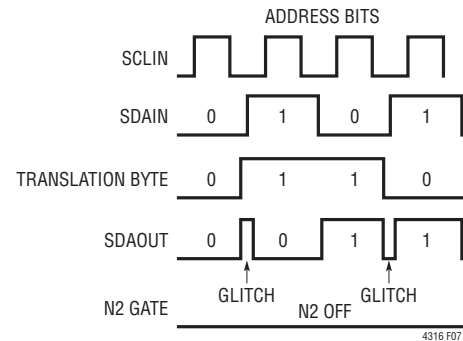 ADDRESS BITS
SCLIN
SDAIN 0 1 0 1
TRANSLATION BYTE 0 1 1 0
SDAOUT 0 0 1 1
GLITCH GLITCH
N2 GATE N2 OFF
4316 F07